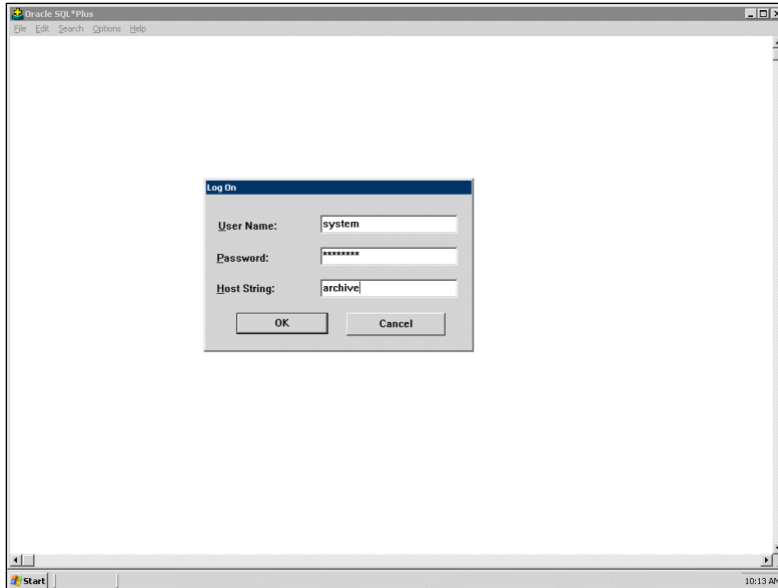 Oracle SQL*Plus
File Edit Search Options Help
Log On
User Name: system
Password: ********
Host String: archive
OK Cancel
Start 10:13 AM